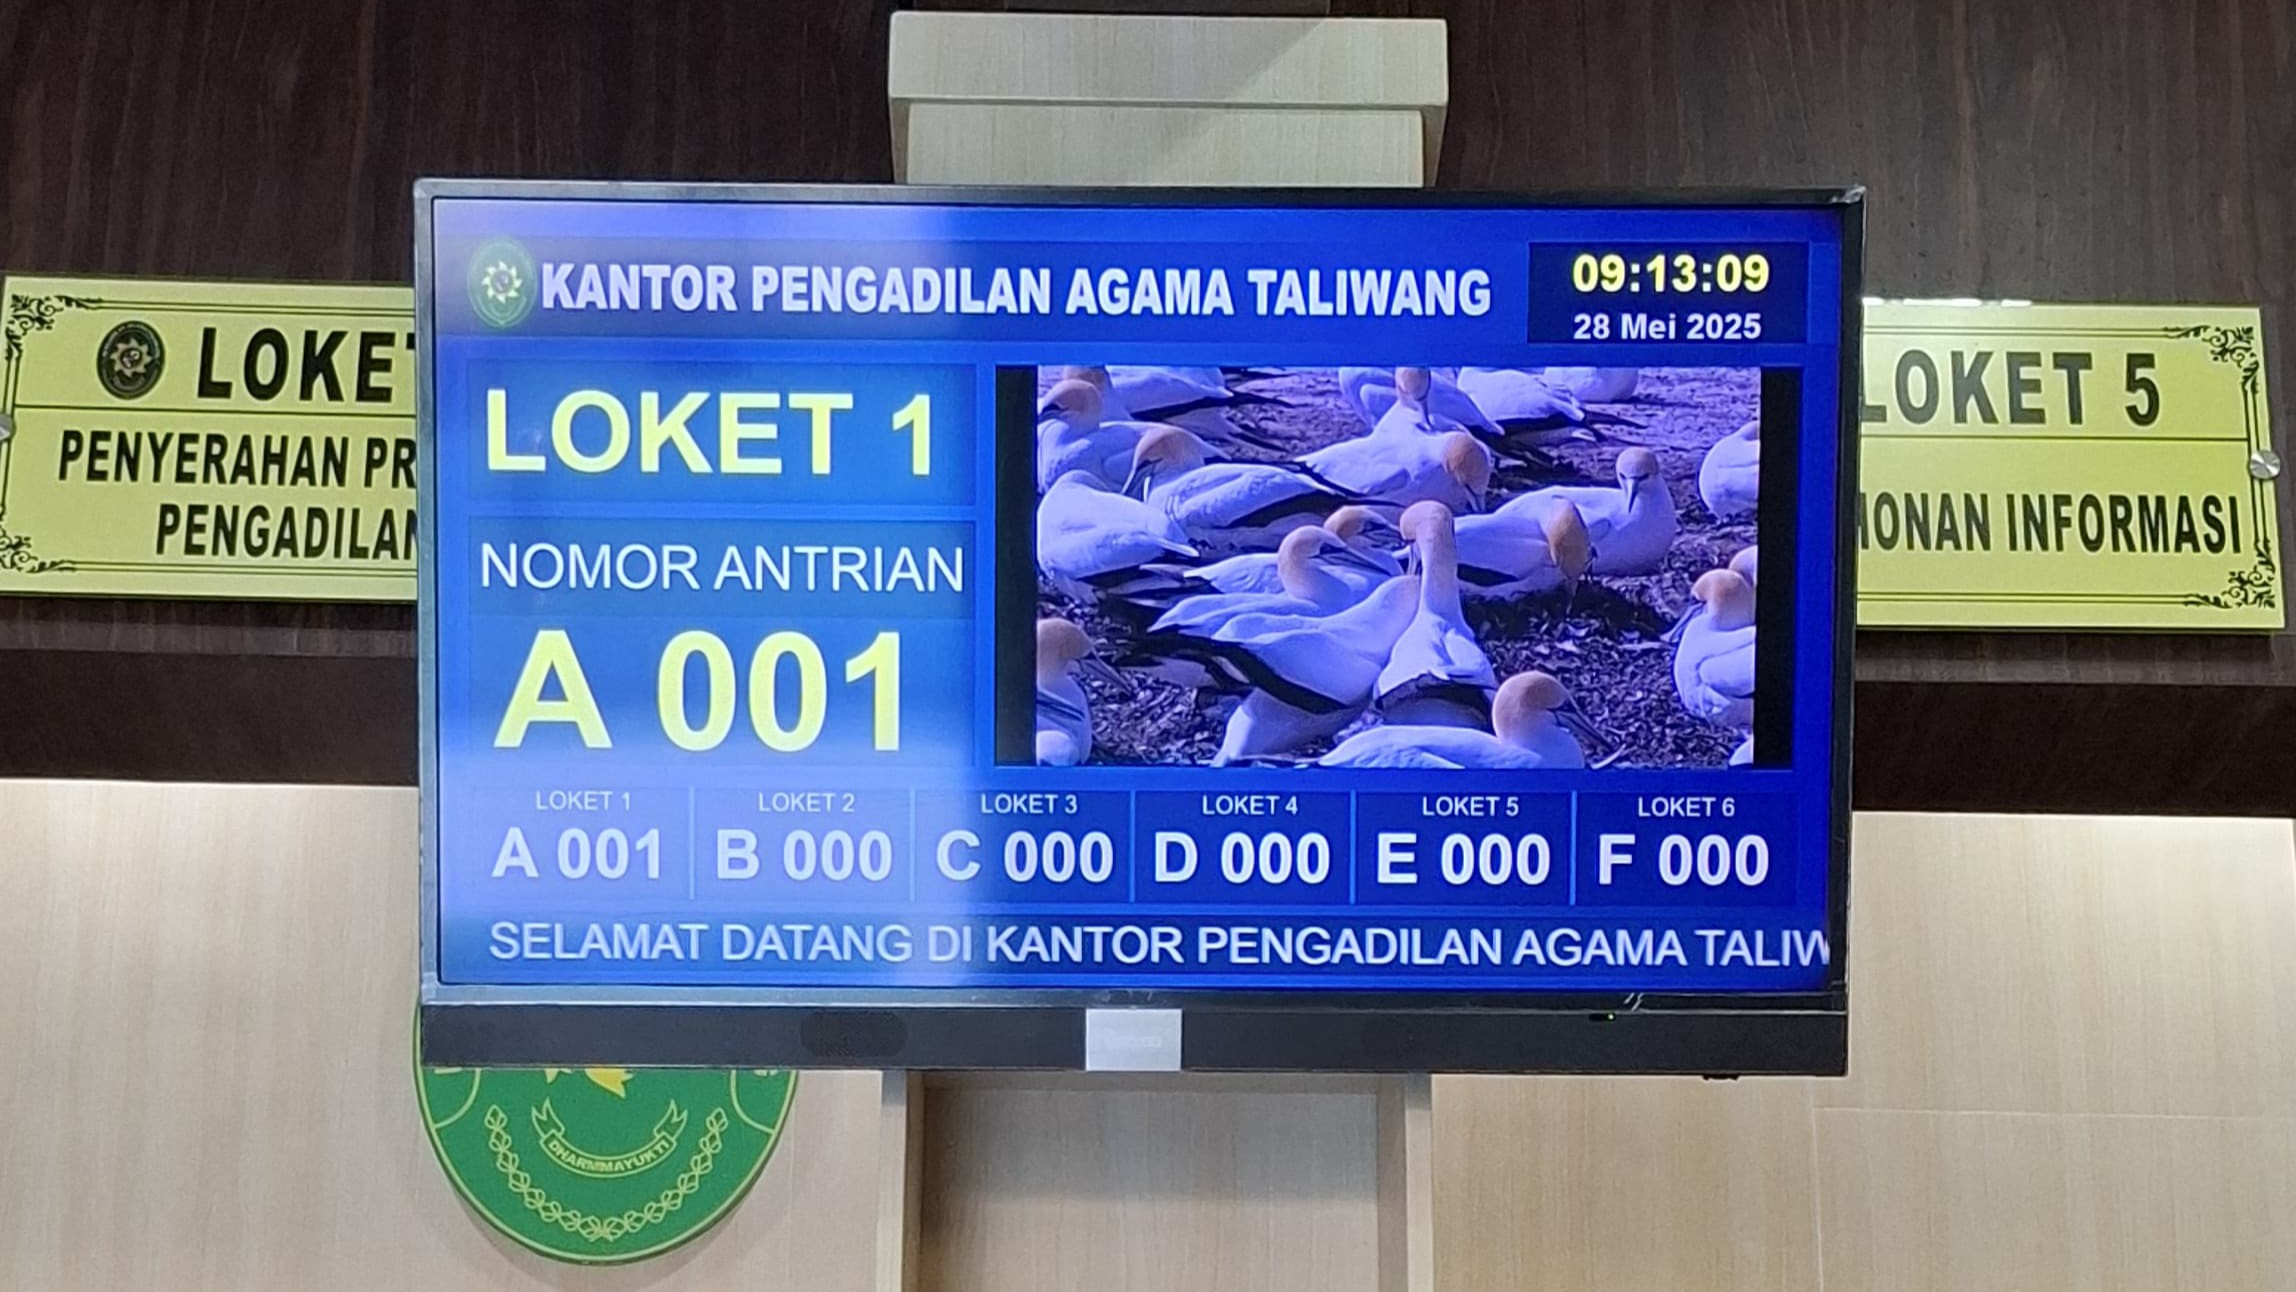 KANTOR PENGADILAN AGAMA TALIWANG
09:13:09
28 Mei 2025
LOKET 1
NOMOR ANTRIAN
A 001
LOKET 1
A 001
LOKET 2
B 000
LOKET 3
C 000
LOKET 4
D 000
LOKET 5
E 000
LOKET 6
F 000
SELAMAT DATANG DI KANTOR PENGADILAN AGAMA TALIW
LOKET
PENYERAHAN PR
PENGADILAN
LOKET 5
MONAN INFORMASI
DHARMMAYUKTI